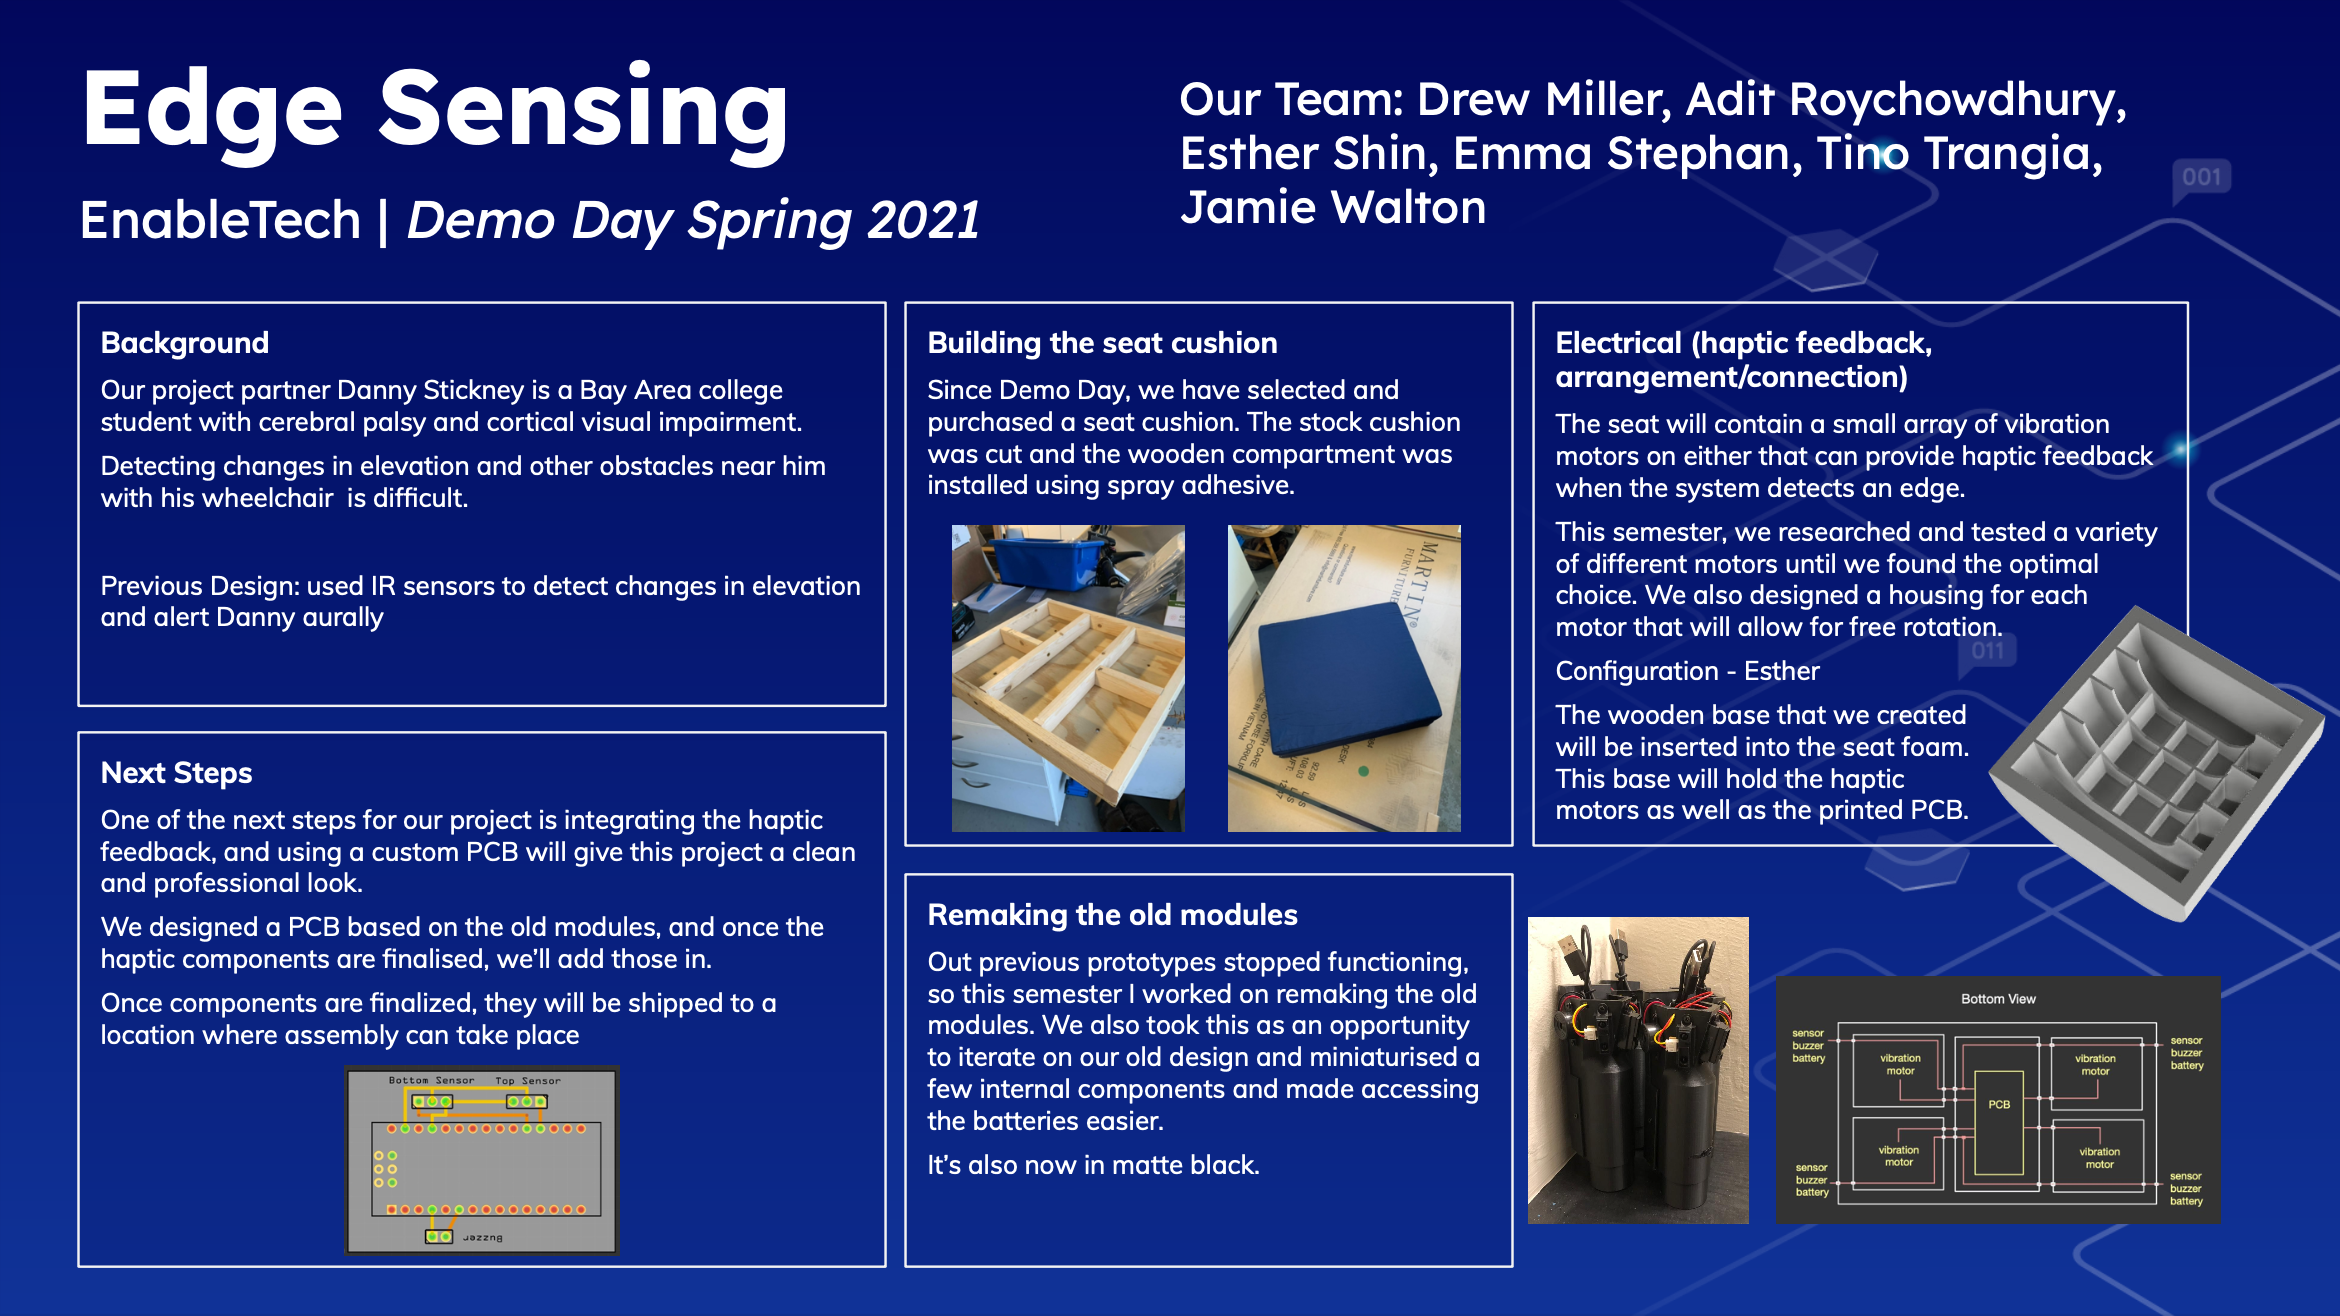 Edge Sensing
EnableTech | Demo Day Spring 2021
Our Team: Drew Miller, Adit Roychowdhury,
Esther Shin, Emma Stephan, Tino Trangia,
Jamie Walton
001
Background
Our project partner Danny Stickney is a Bay Area college
student with cerebral palsy and cortical visual impairment.
Detecting changes in elevation and other obstacles near him
with his wheelchair  is difficult.
Previous Design: used IR sensors to detect changes in elevation
and alert Danny aurally
Next Steps
One of the next steps for our project is integrating the haptic
feedback, and using a custom PCB will give this project a clean
and professional look.
We designed a PCB based on the old modules, and once the
haptic components are finalised, we'll add those in.
Once components are finalized, they will be shipped to a
location where assembly can take place
Bottom Sensor Top Sensor
Building the seat cushion
Since Demo Day, we have selected and
purchased a seat cushion. The stock cushion
was cut and the wooden compartment was
installed using spray adhesive.
MARTIN®
FURNITURE
Remaking the old modules
Out previous prototypes stopped functioning,
so this semester I worked on remaking the old
modules. We also took this as an opportunity
to iterate on our old design and miniaturised a
few internal components and made accessing
the batteries easier.
It's also now in matte black.
Electrical (haptic feedback,
arrangement/connection)
The seat will contain a small array of vibration
motors on either that can provide haptic feedback
when the system detects an edge.
This semester, we researched and tested a variety
of different motors until we found the optimal
choice. We also designed a housing for each
motor that will allow for free rotation.
011
Configuration - Esther
The wooden base that we created
will be inserted into the seat foam.
This base will hold the haptic
motors as well as the printed PCB.
Bottom View
sensor
buzzer
battery
vibration
motor
PCB
vibration
motor
sensor
buzzer
battery
sensor
buzzer
battery
vibration
motor
vibration
motor
sensor
buzzer
battery